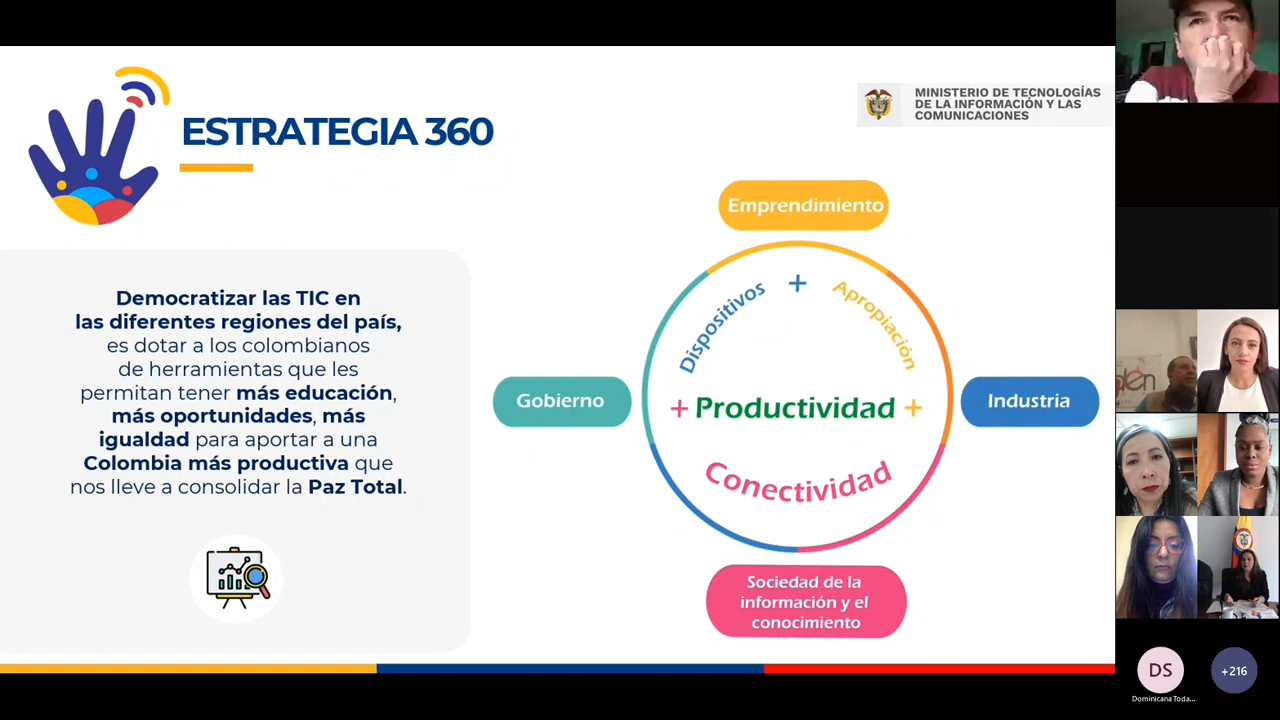 ESTRATEGIA 360
MINISTERIO DE TECNOLOGÍAS
DE LA INFORMACIÓN Y LAS
COMUNICACIONES
Democratizar las TIC en
las diferentes regiones del país,
es dotar a los colombianos
de herramientas que les
permitan tener más educación,
más oportunidades, más
igualdad para aportar a una
Colombia más productiva que
nos lleve a consolidar la Paz Total.
Emprendimiento
Dispositivos
+
Apropiación
Gobierno
+ Productividad +
Industria
Conectividad
Sociedad de la
información y el
conocimiento
DS
+216
Dominicana Toda...